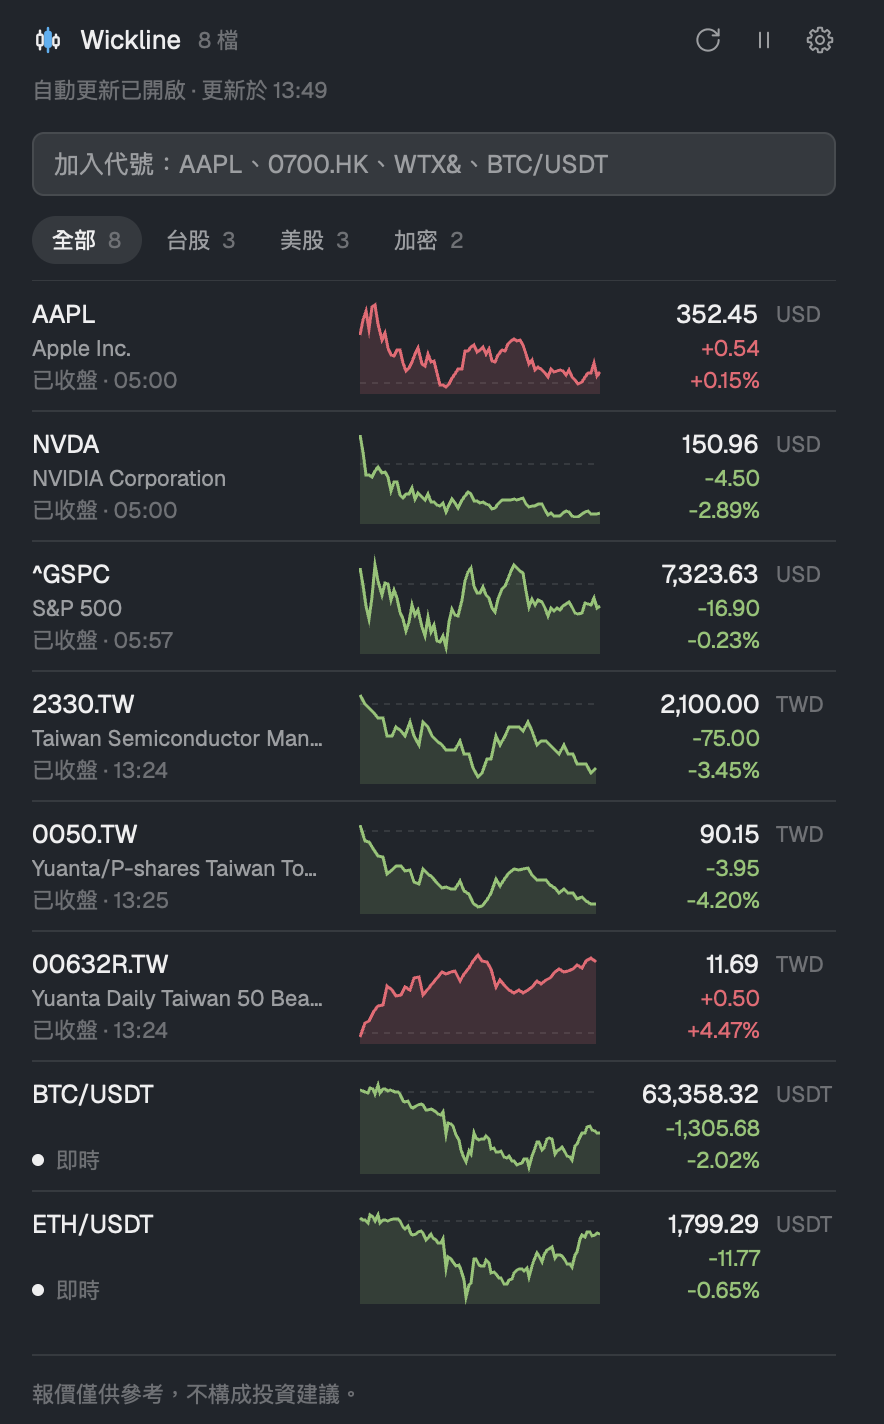 Wickline 8 檔
自動更新已開啟 · 更新於 13:49
加入代號：AAPL、0700.HK、WTX&、BTC/USDT
全部 8 台股 3 美股 3 加密 2
AAPL 352.45 USD
Apple Inc. +0.54
已收盤 · 05:00 +0.15%
NVDA 150.96 USD
NVIDIA Corporation -4.50
已收盤 · 05:00 -2.89%
^GSPC 7,323.63 USD
S&P 500 -16.90
已收盤 · 05:57 -0.23%
2330.TW 2,100.00 TWD
Taiwan Semiconductor Man... -75.00
已收盤 · 13:24 -3.45%
0050.TW 90.15 TWD
Yuanta/P-shares Taiwan To... -3.95
已收盤 · 13:25 -4.20%
00632R.TW 11.69 TWD
Yuanta Daily Taiwan 50 Bea... +0.50
已收盤 · 13:24 +4.47%
BTC/USDT 63,358.32 USDT
-1,305.68
即時 -2.02%
ETH/USDT 1,799.29 USDT
-11.77
即時 -0.65%
報價僅供參考，不構成投資建議。